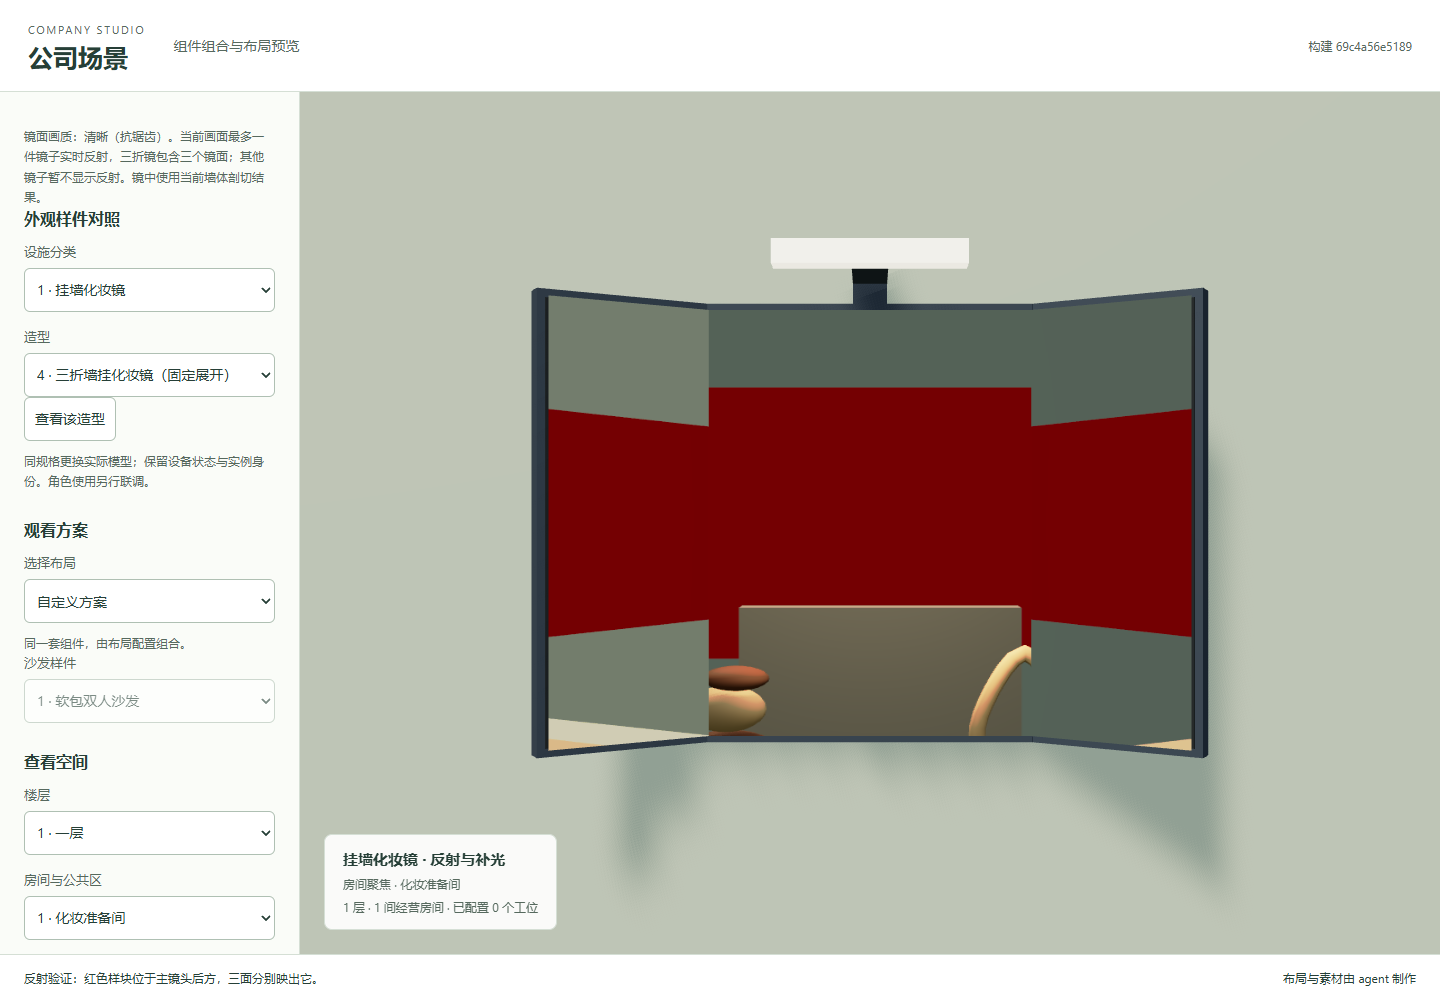 COMPANY STUDIO
公司场景
组件组合与布局预览
构建 69c4a56e5189
镜面画质：清晰（抗锯齿）。当前画面最多一
件镜子实时反射，三折镜包含三个镜面；其他
镜子暂不显示反射。镜中使用当前墙体剖切结
果。
外观样件对照
设施分类
1 · 挂墙化妆镜
造型
4 · 三折墙挂化妆镜（固定展开）
查看该造型
同规格更换实际模型；保留设备状态与实例身
份。角色使用另行联调。
观看方案
选择布局
自定义方案
同一套组件，由布局配置组合。
沙发样件
1 · 软包双人沙发
查看空间
楼层
1 · 一层
房间与公共区
1 · 化妆准备间
挂墙化妆镜 · 反射与补光
房间聚焦 · 化妆准备间
1 层 · 1 间经营房间 · 已配置 0 个工位
反射验证：红色样块位于主镜头后方，三面分别映出它。
布局与素材由 agent 制作